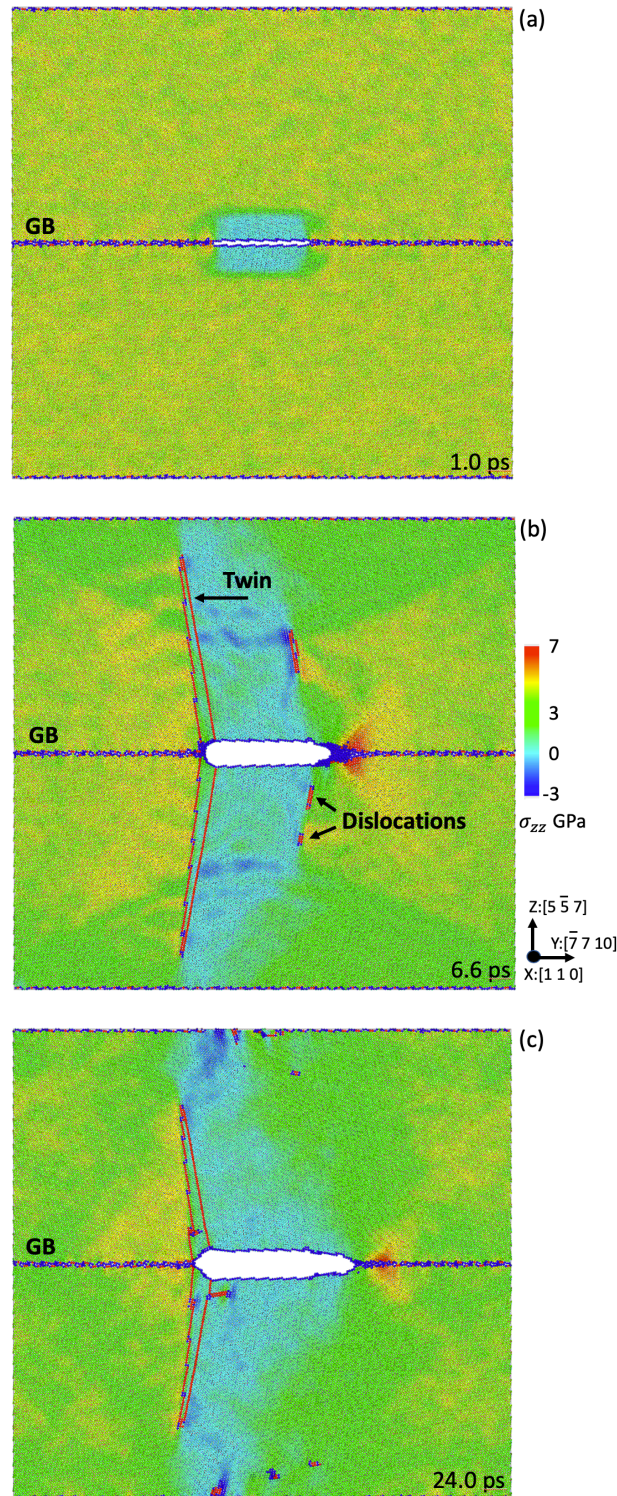 (a)
GB
1.0 ps
(b)
Twin
GB
Dislocations
7
3
0
-3
σzz GPa
Z:[5 5̅ 7]
Y:[7̅ 7 10]
X:[1 1 0]
6.6 ps
(c)
GB
24.0 ps